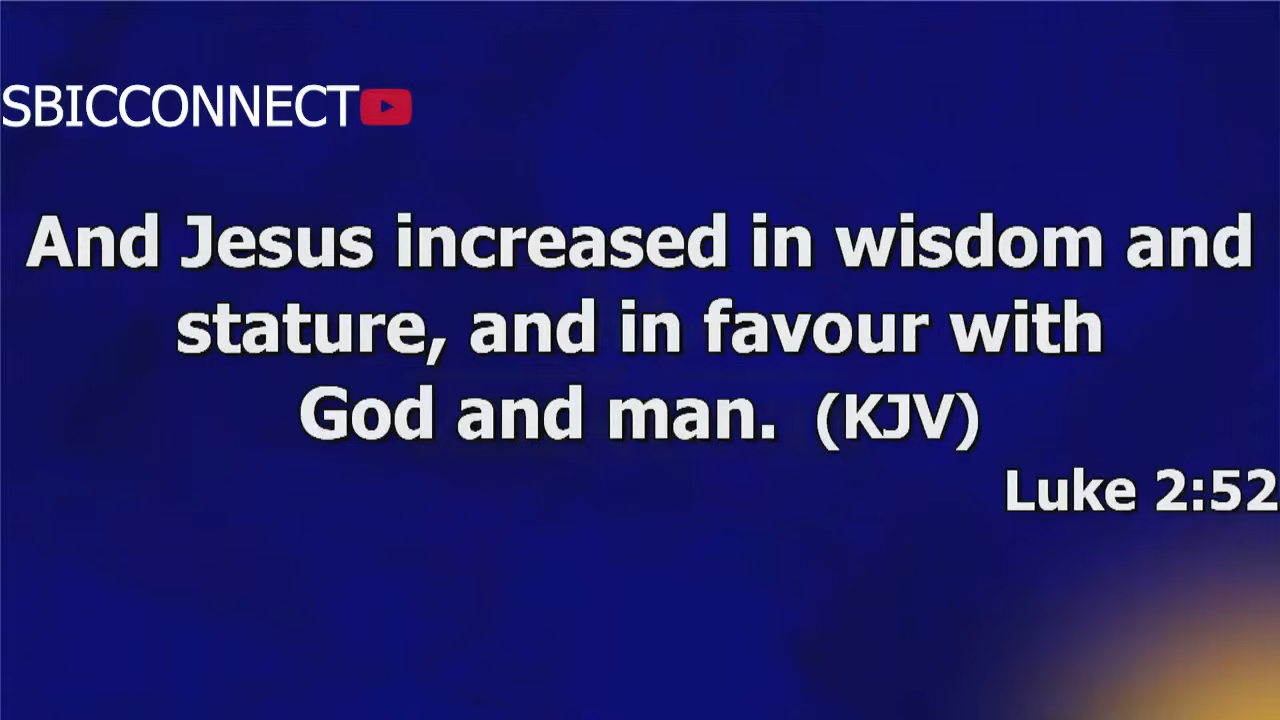 SBICCONNECT
And Jesus increased in wisdom and
stature, and in favour with
God and man. (KJV)
Luke 2:52